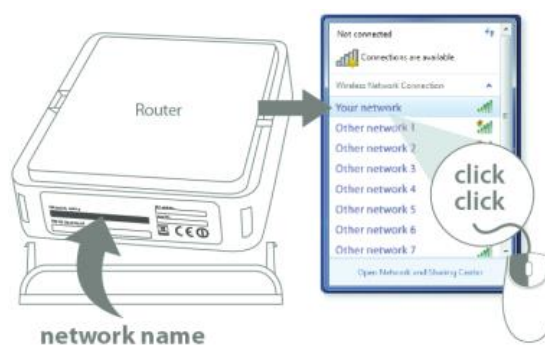 Router
network name
Not connected
Connections are available
Wireless Network Connection
Your network
Other network 1
Other network 2
Other network 3
Other network 4
Other network 5
Other network 6
Other network 7
Open Network and Sharing Center
click
click